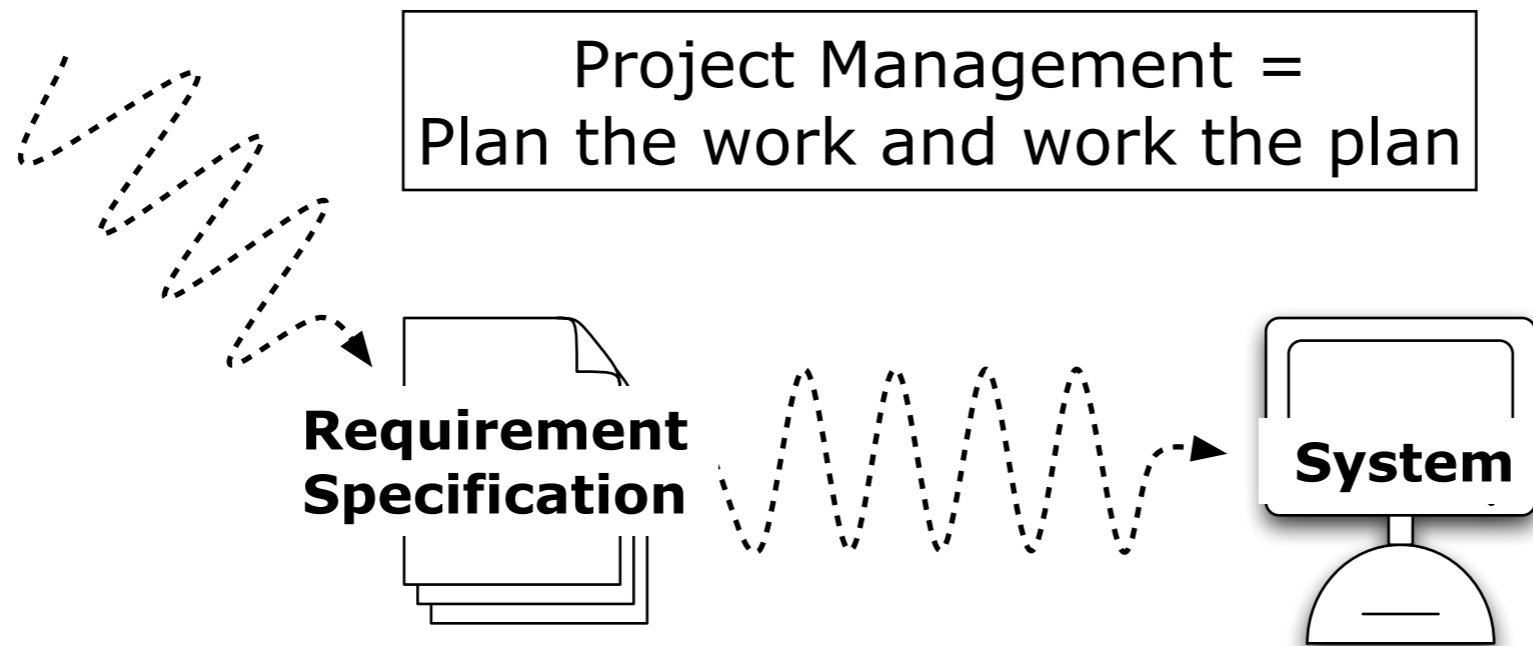 Project Management =
Plan the work and work the plan
Requirement
Specification
System